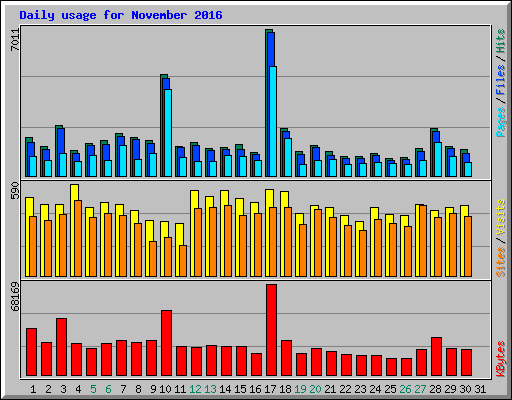 Daily usage for November 2016
7011
Pages / Files / Hits
590
Sites / Visits
68169
KBytes
1 2 3 4 5 6 7 8 9 10 11 12 13 14 15 16 17 18 19 20 21 22 23 24 25 26 27 28 29 30 31